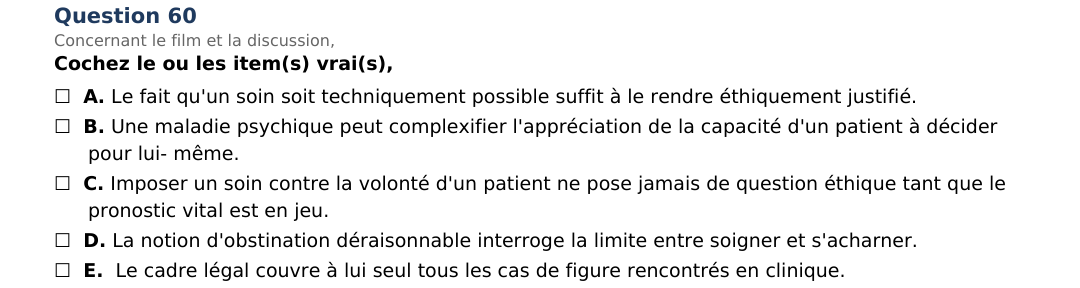 Question 60
Concernant le film et la discussion,
Cochez le ou les item(s) vrai(s),
☐ A. Le fait qu'un soin soit techniquement possible suffit à le rendre éthiquement justifié.
☐ B. Une maladie psychique peut complexifier l'appréciation de la capacité d'un patient à décider
pour lui- même.
☐ C. Imposer un soin contre la volonté d'un patient ne pose jamais de question éthique tant que le
pronostic vital est en jeu.
☐ D. La notion d'obstination déraisonnable interroge la limite entre soigner et s'acharner.
☐ E. Le cadre légal couvre à lui seul tous les cas de figure rencontrés en clinique.